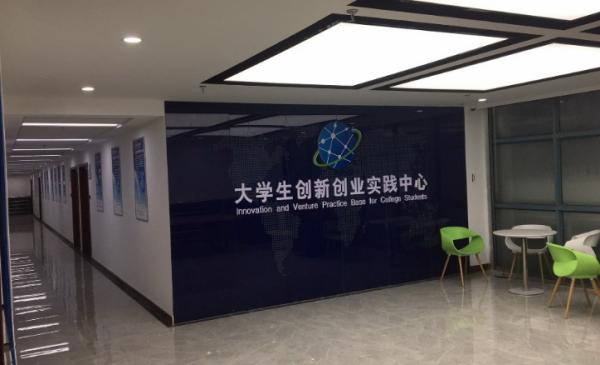 大学生创新创业实践中心
Innovation and Venture Practice Base for College Students